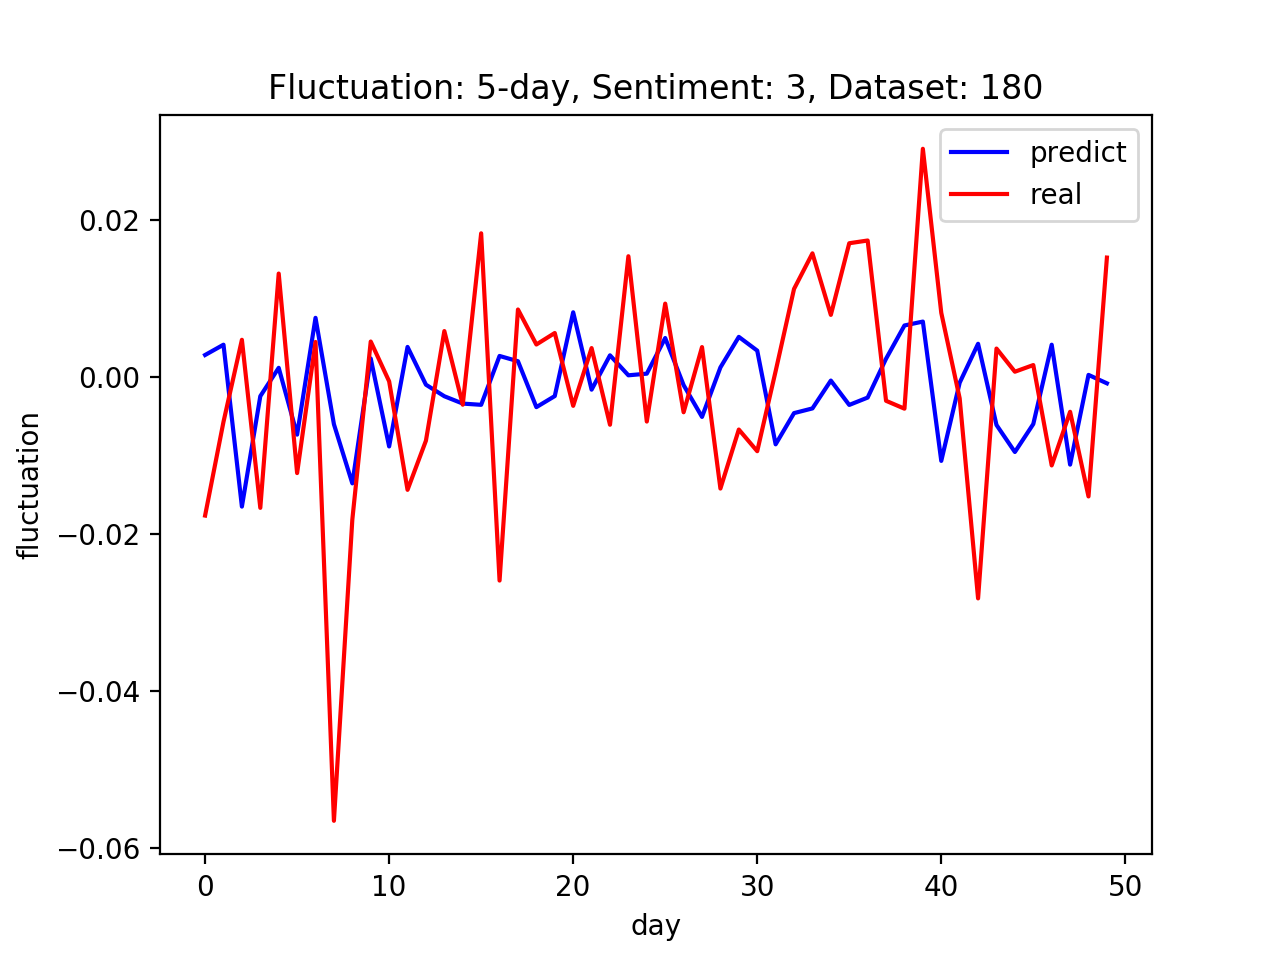 Fluctuation: 5-day, Sentiment: 3, Dataset: 180
predict
real
fluctuation
0.02
0.00
−0.02
−0.04
−0.06
0 10 20 30 40 50
day